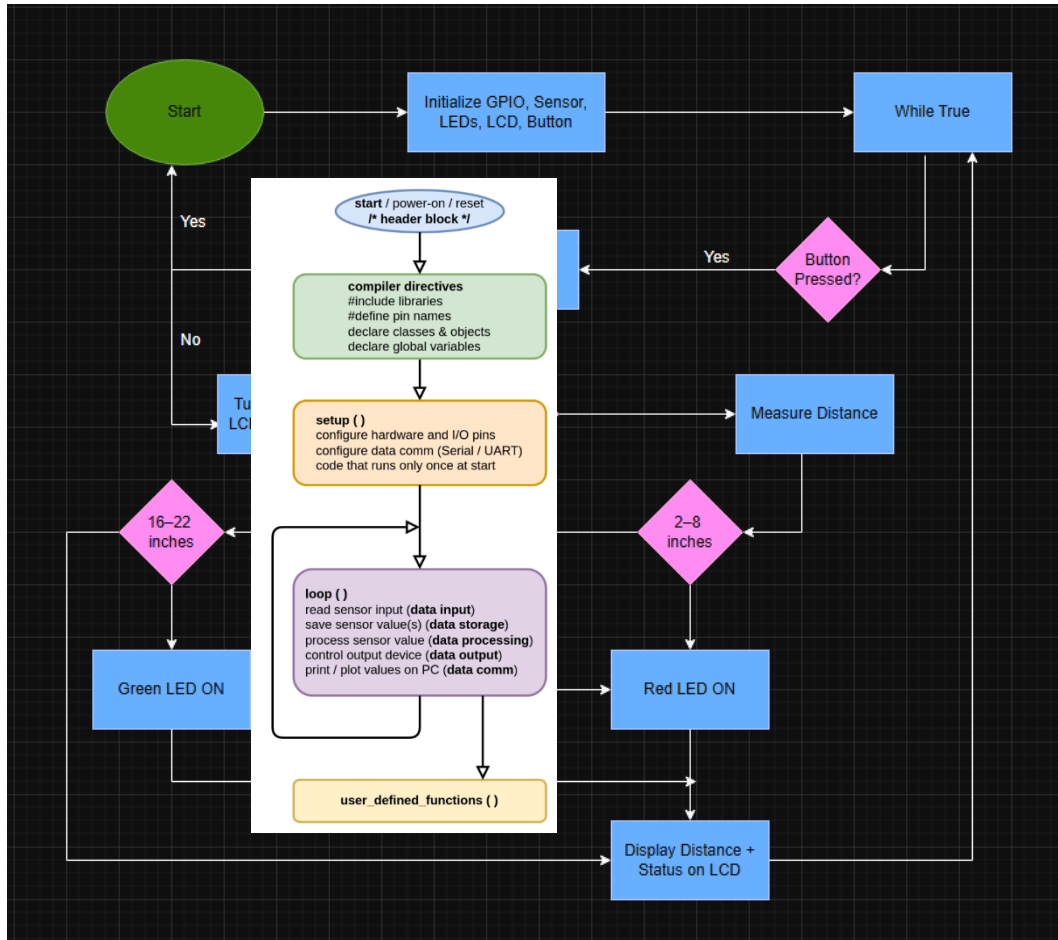 Start
Initialize GPIO, Sensor,
LEDs, LCD, Button
While True
Yes
No
Yes
Button
Pressed?
start / power-on / reset
/* header block */
compiler directives
#include libraries
#define pin names
declare classes & objects
declare global variables
setup ( )
configure hardware and I/O pins
configure data comm (Serial / UART)
code that runs only once at start
loop ( )
read sensor input (data input)
save sensor value(s) (data storage)
process sensor value (data processing)
control output device (data output)
print / plot values on PC (data comm)
user_defined_functions ( )
Measure Distance
16–22
inches
2–8
inches
Green LED ON
Red LED ON
Display Distance +
Status on LCD